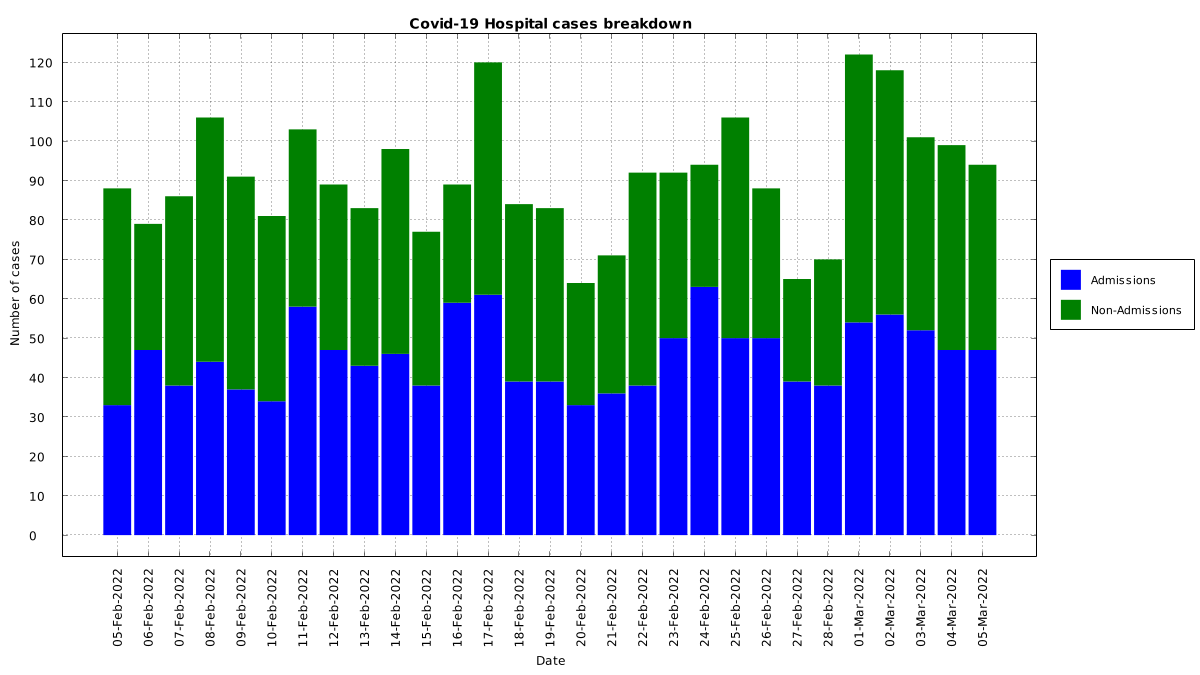 Covid-19 Hospital cases breakdown
120
110
100
90
80
70
60
50
40
30
20
10
0
Number of cases
05-Feb-2022
06-Feb-2022
07-Feb-2022
08-Feb-2022
09-Feb-2022
10-Feb-2022
11-Feb-2022
12-Feb-2022
13-Feb-2022
14-Feb-2022
15-Feb-2022
16-Feb-2022
17-Feb-2022
18-Feb-2022
19-Feb-2022
20-Feb-2022
21-Feb-2022
22-Feb-2022
23-Feb-2022
24-Feb-2022
25-Feb-2022
26-Feb-2022
27-Feb-2022
28-Feb-2022
01-Mar-2022
02-Mar-2022
03-Mar-2022
04-Mar-2022
05-Mar-2022
Date
Admissions
Non-Admissions